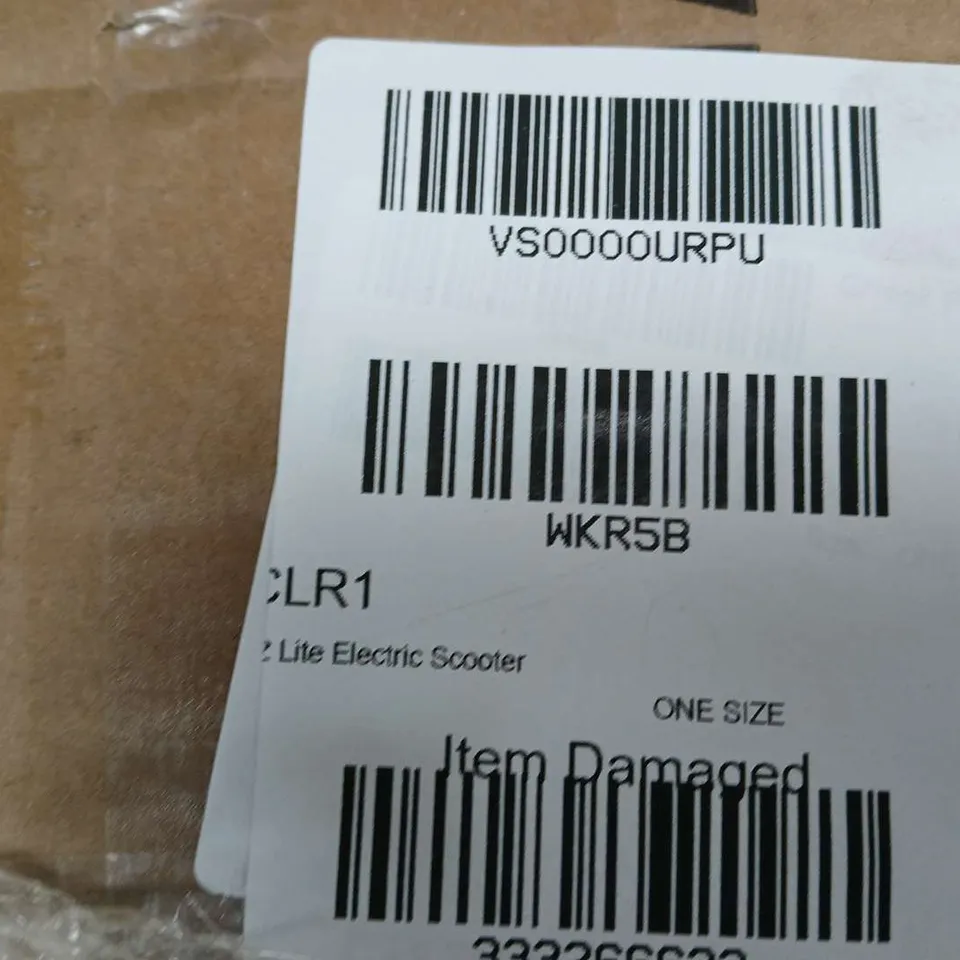 VS0000URPU
WKR5B
CLR1
Lite Electric Scooter
ONE SIZE
Item Damaged